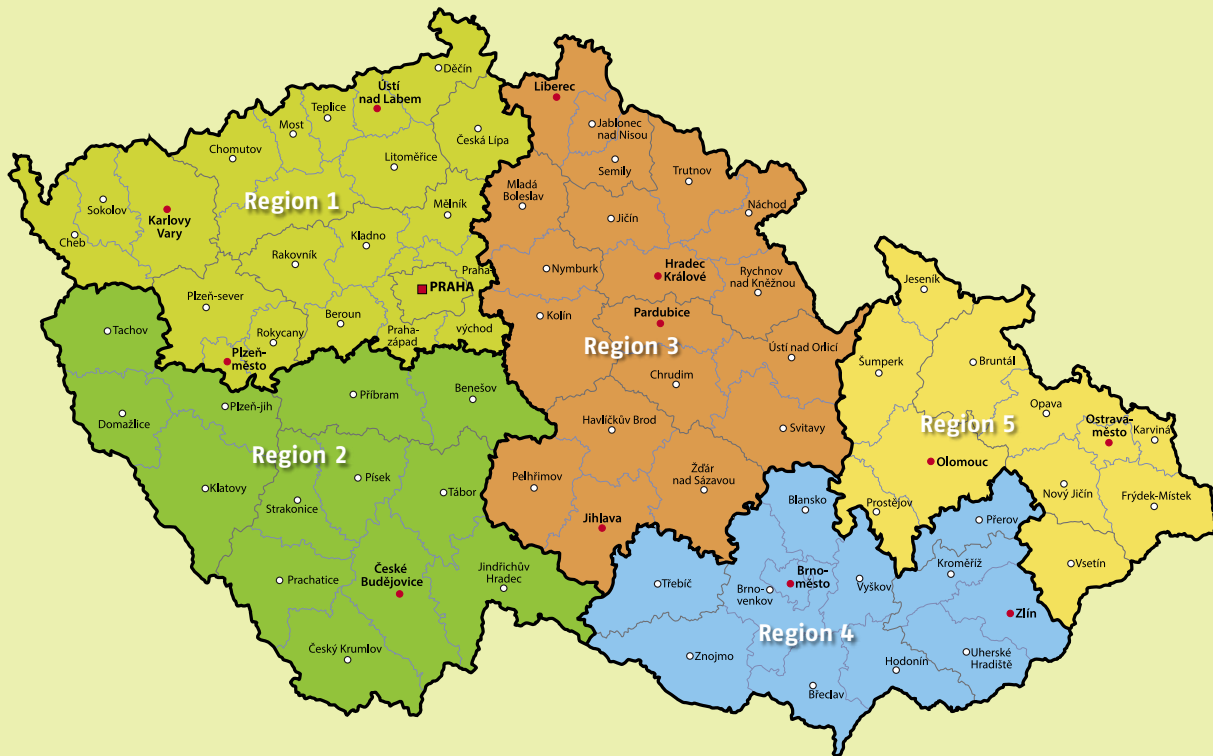 Děčín
Ústí
nad Labem
Liberec
Teplice
Most
Jablonec
nad Nisou
Česká Lípa
Chomutov
Litoměřice
Semily
Trutnov
Mladá
Boleslav
Sokolov
Karlovy
Vary
Region 1
Mělník
Jičín
Náchod
Cheb
Kladno
Rakovník
Praha-
Nymburk
Hradec
Králové
Rychnov
nad Kněžnou
PRAHA
Jeseník
Plzeň-sever
Beroun
Kolín
Pardubice
Tachov
Rokycany
Praha-
západ
východ
Region 3
Ústí nad Orlicí
Plzeň-
město
Šumperk
Bruntál
Chrudim
Příbram
Benešov
Plzeň-jih
Domažlice
Havlíčkův Brod
Svitavy
Opava
Region 5
Ostrava-
město
Karviná
Region 2
Olomouc
Klatovy
Písek
Tábor
Pelhřimov
Žďár
nad Sázavou
Strakonice
Blansko
Prostějov
Nový Jičín
Frýdek-Místek
Jihlava
Přerov
Prachatice
České
Budějovice
Jindřichův
Hradec
Třebíč
Brno-
venkov
Brno-
město
Vyškov
Kroměříž
Vsetín
Zlín
Region 4
Český Krumlov
Znojmo
Břeclav
Hodonín
Uherské
Hradiště